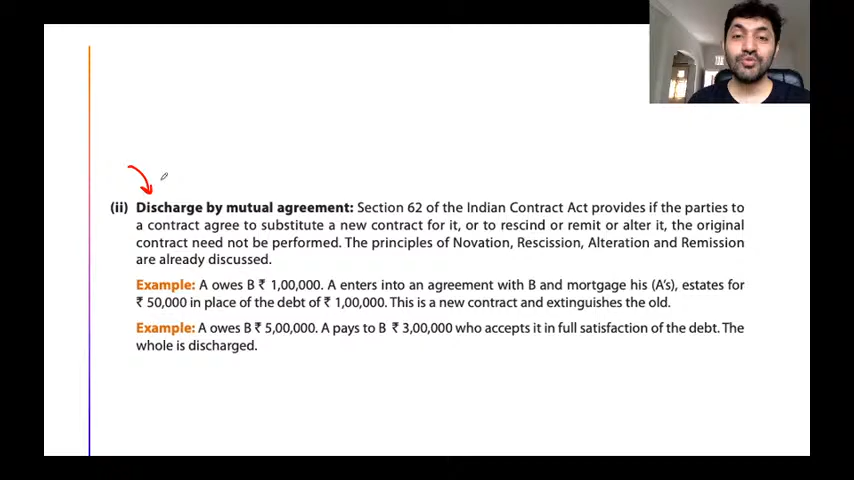 (ii) Discharge by mutual agreement: Section 62 of the Indian Contract Act provides if the parties to
a contract agree to substitute a new contract for it, or to rescind or remit or alter it, the original
contract need not be performed. The principles of Novation, Rescission, Alteration and Remission
are already discussed.
Example: A owes B ₹ 1,00,000. A enters into an agreement with B and mortgage his (A’s), estates for
₹ 50,000 in place of the debt of ₹ 1,00,000. This is a new contract and extinguishes the old.
Example: A owes B ₹ 5,00,000. A pays to B ₹ 3,00,000 who accepts it in full satisfaction of the debt. The
whole is discharged.